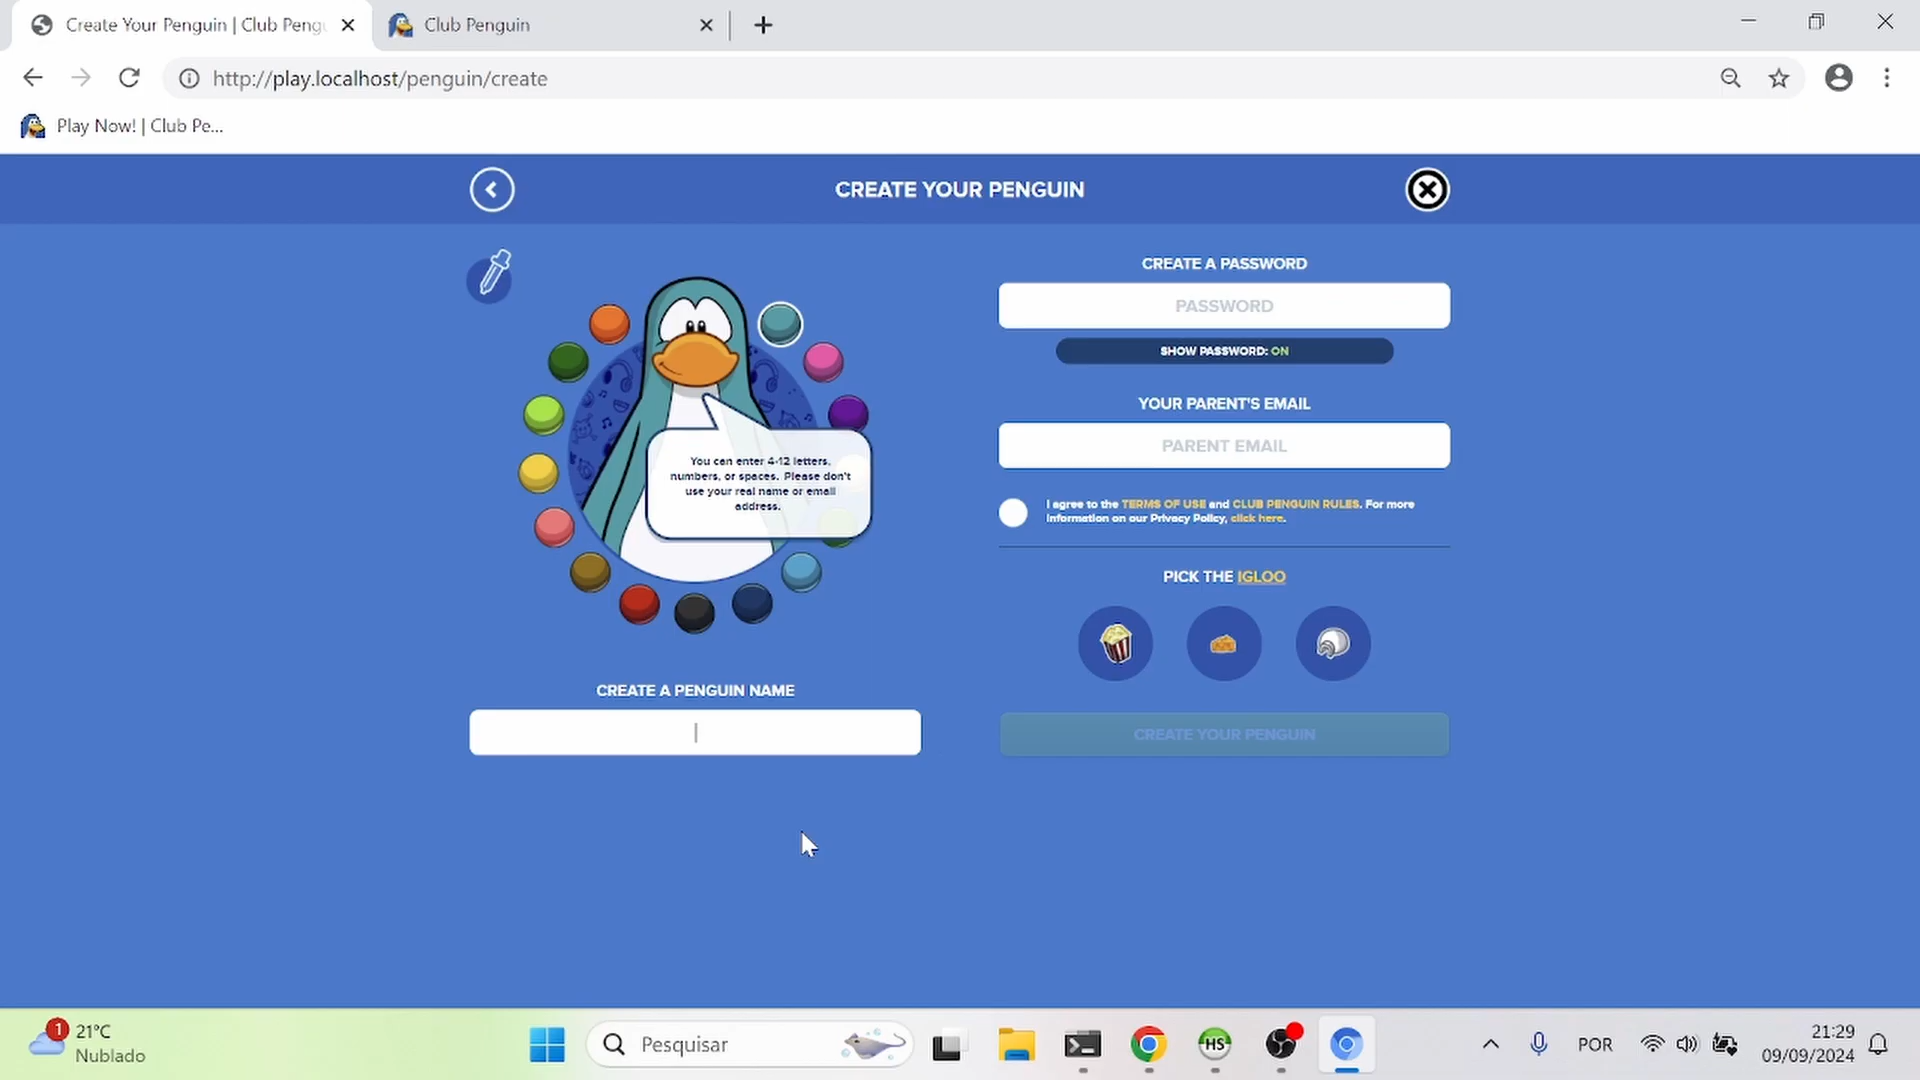 Create Your Penguin | Club Peng
Club Penguin
http://play.localhost/penguin/create
Play Now! | Club Pe...
CREATE YOUR PENGUIN
You can enter 4-12 letters,
numbers, or spaces. Please don't
use your real name or email
address.
CREATE A PENGUIN NAME
CREATE A PASSWORD
PASSWORD
SHOW PASSWORD: ON
YOUR PARENT'S EMAIL
PARENT EMAIL
I agree to the TERMS OF USE and CLUB PENGUIN RULES. For more
information on our Privacy Policy, click here.
PICK THE IGLOO
CREATE YOUR PENGUIN
1
21°C
Nublado
Pesquisar
HS
POR
21:29
09/09/2024